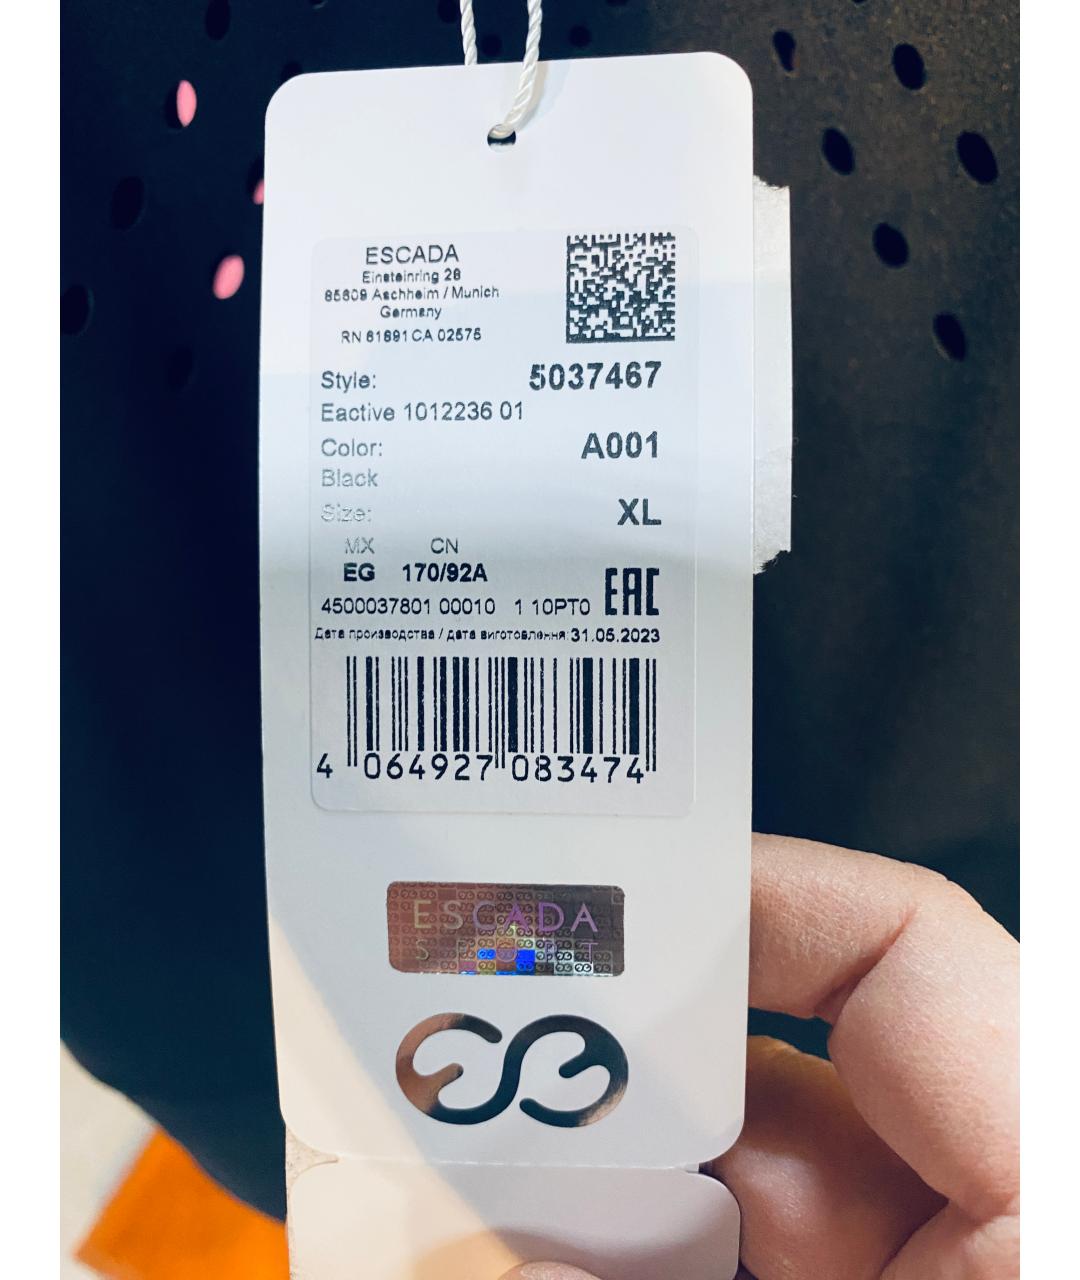 ESCADA
Einsteinring 28
85609 Aschheim / Munich
Germany
RN 61891 CA 02575
Style: 5037467
Eactive 1012236 01
Color: A001
Black
Size: XL
MX CN
EG 170/92A
4500037801 00010 1 10PT0 EAC
Дата производства / дата виготовлення: 31.05.2023
4 064927 083474
ESCADA
SPORT